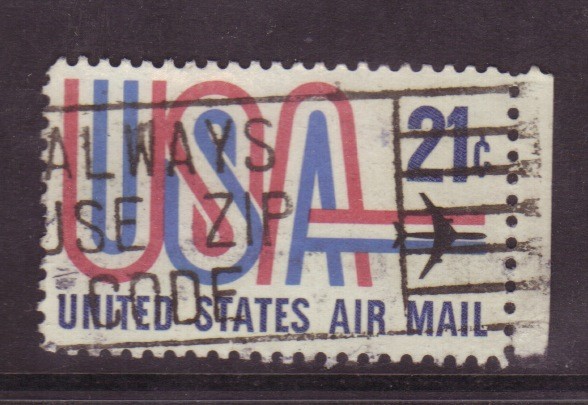 USA
21c
UNITED STATES AIR MAIL
ALWAYS
USE ZIP
CODE